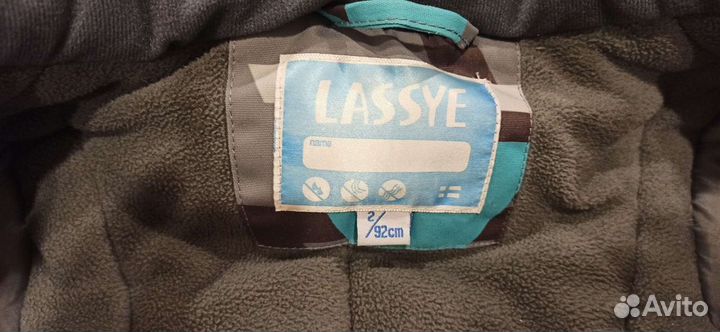 LASSYE
name
2/
92cm
Avito